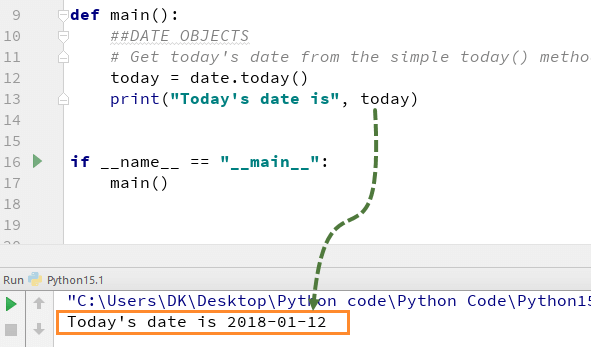 9 def main():
10 ##DATE OBJECTS
11 # Get today's date from the simple today() metho
12 today = date.today()
13 print("Today's date is", today)
14
15
16 if __name__ == "__main__":
17 main()
18
19
Run Python15.1
"C:\Users\DK\Desktop\Python code\Python Code\Python15
Today's date is 2018-01-12